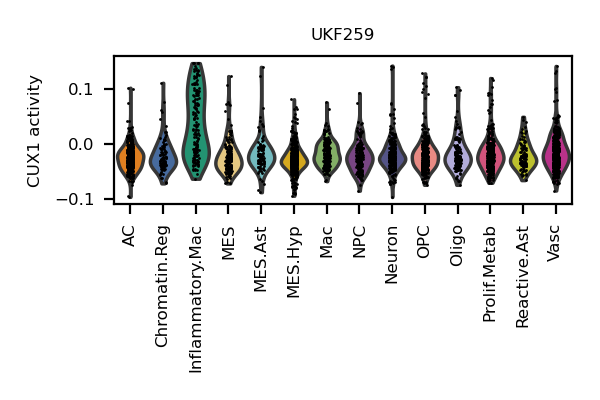 UKF259
CUX1 activity
0.1
0.0
−0.1
AC
Chromatin.Reg
Inflammatory.Mac
MES
MES.Ast
MES.Hyp
Mac
NPC
Neuron
OPC
Oligo
Prolif.Metab
Reactive.Ast
Vasc